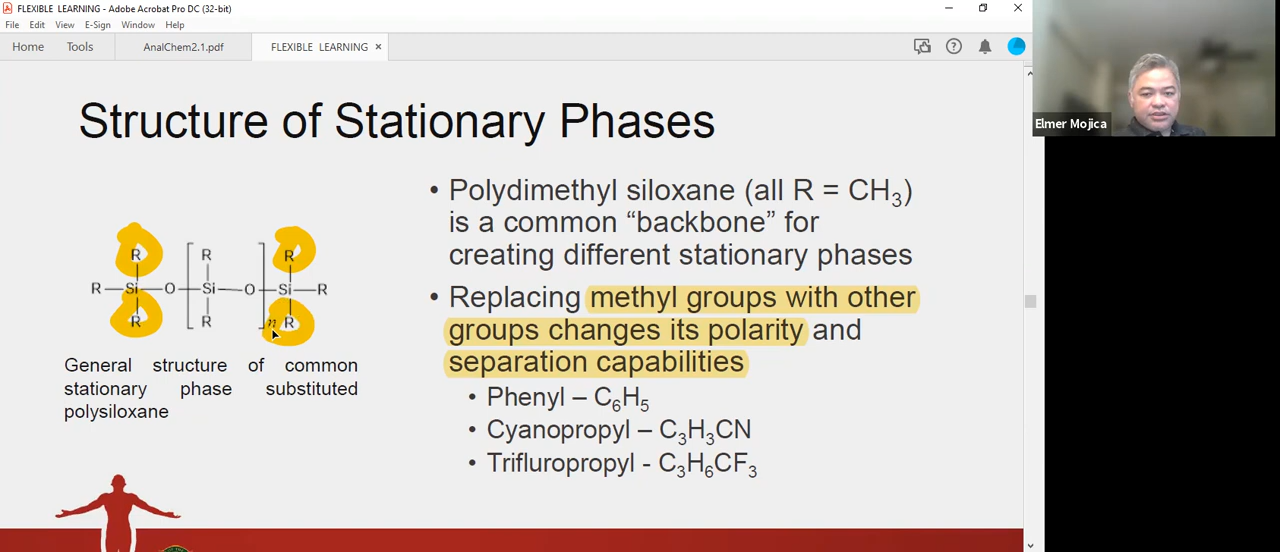 FLEXIBLE LEARNING - Adobe Acrobat Pro DC (32-bit)
File Edit View E-Sign Window Help
Home Tools AnalChem2.1.pdf FLEXIBLE LEARNING ×
Elmer Mojica
Structure of Stationary Phases
• Polydimethyl siloxane (all R = CH₃)
is a common “backbone” for
creating different stationary phases
• Replacing methyl groups with other
groups changes its polarity and
separation capabilities
• Phenyl – C₆H₅
• Cyanopropyl – C₃H₃CN
• Trifluropropyl - C₃H₆CF₃
R R R
R—Si—O—[—Si—O—]—Si—R
R R n R
General structure of common
stationary phase substituted
polysiloxane